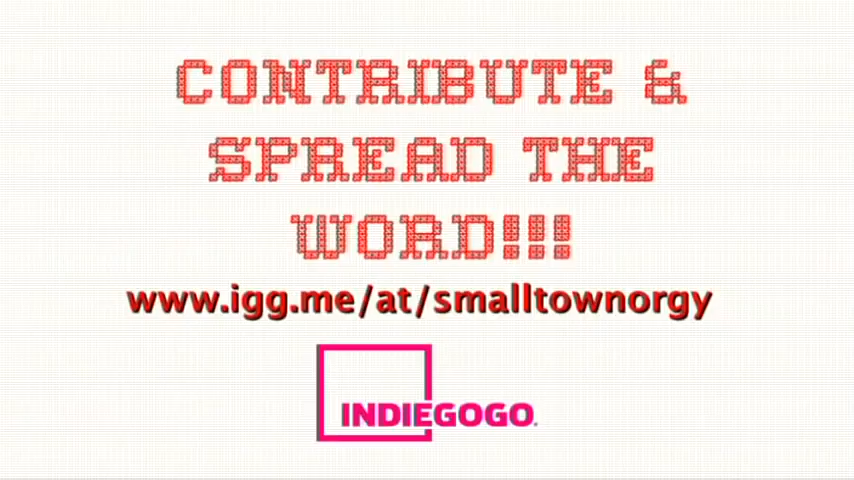 CONTRIBUTE &
SPREAD THE
WORD!!!
www.igg.me/at/smalltownorgy
INDIEGOGO